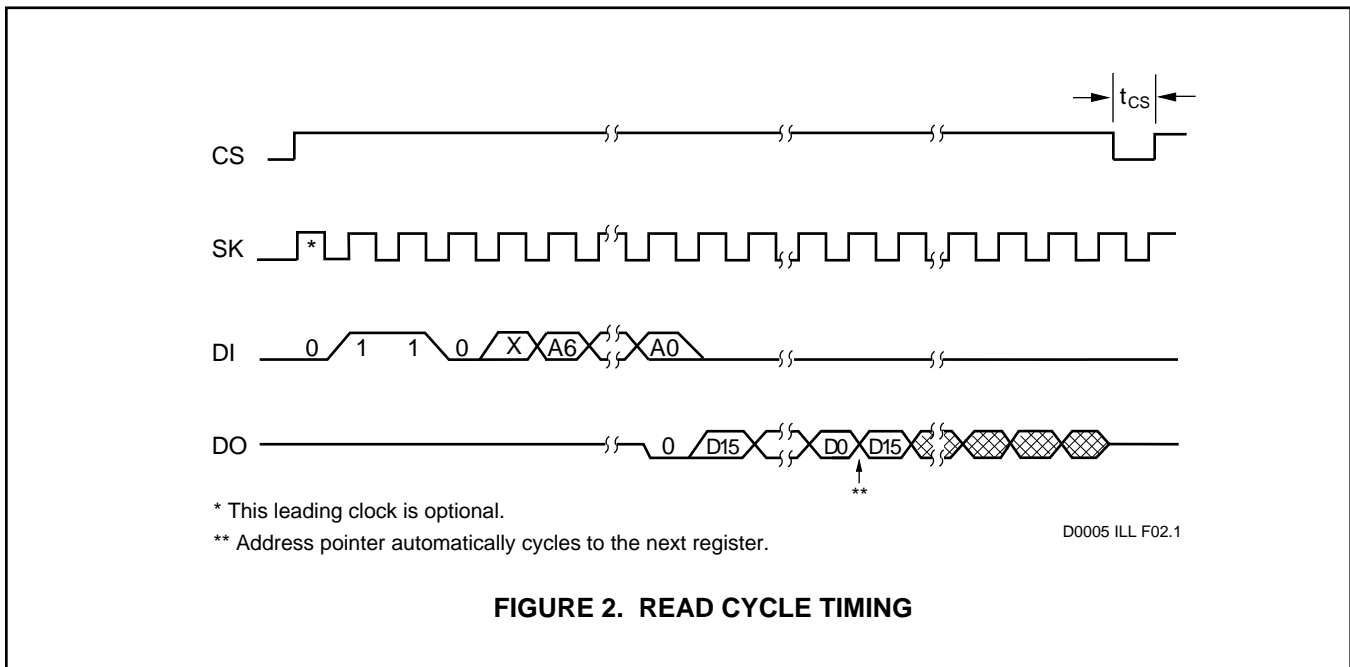 tCS
CS
SK *
DI 0 1 1 0 X A6 A0
DO 0 D15 D0 D15
**
* This leading clock is optional.
** Address pointer automatically cycles to the next register.
D0005 ILL F02.1
FIGURE 2. READ CYCLE TIMING